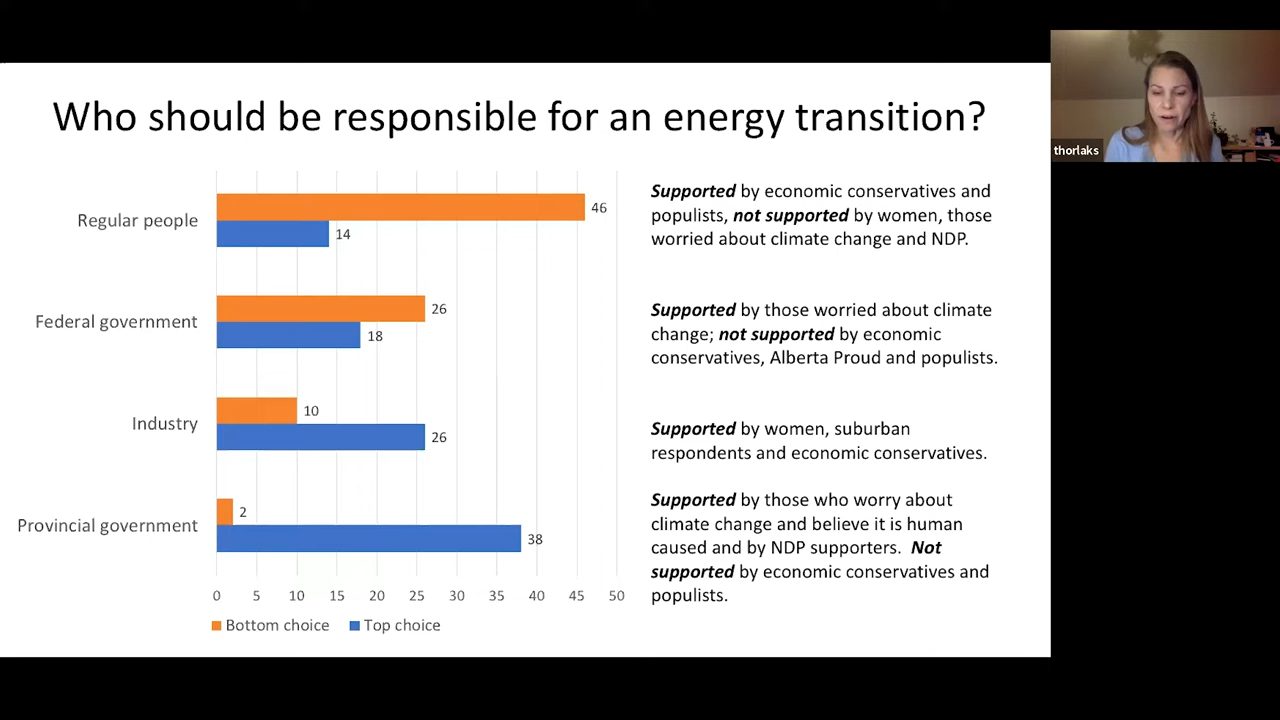 Who should be responsible for an energy transition?
thorlaks
Regular people
46
14
Federal government
26
18
Industry
10
26
Provincial government
2
38
0 5 10 15 20 25 30 35 40 45 50
Bottom choice Top choice
Supported by economic conservatives and
populists, not supported by women, those
worried about climate change and NDP.
Supported by those worried about climate
change; not supported by economic
conservatives, Alberta Proud and populists.
Supported by women, suburban
respondents and economic conservatives.
Supported by those who worry about
climate change and believe it is human
caused and by NDP supporters. Not
supported by economic conservatives and
populists.